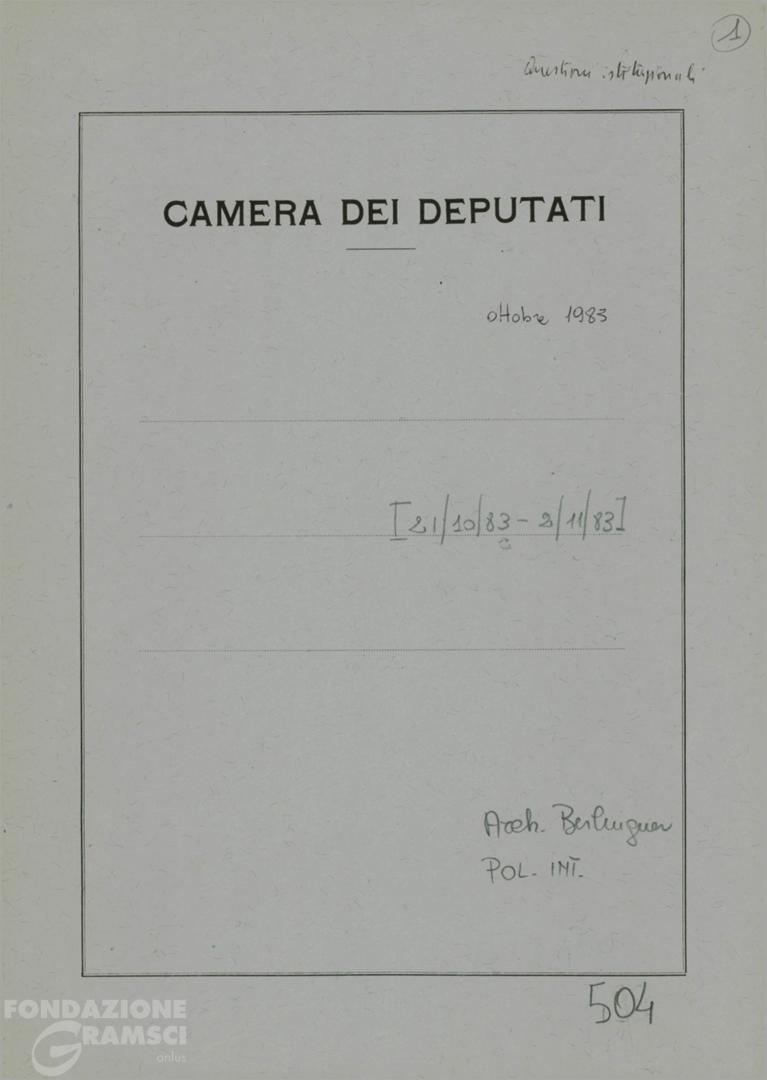 1
Questioni istituzionali
CAMERA DEI DEPUTATI
ottobre 1983
[21/10/83 - 2/11/83]
Arch. Berlinguer
POL. INT.
504
FONDAZIONE
GRAMSCI
onlus